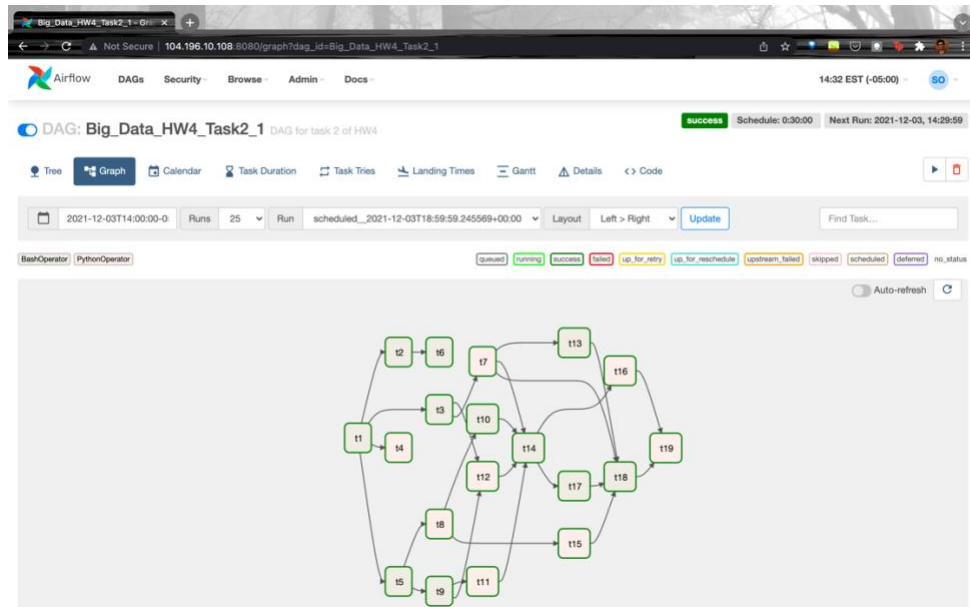 Big_Data_HW4_Task2_1 - Gra
Not Secure | 104.196.10.108:8080/graph?dag_id=Big_Data_HW4_Task2_1
Airflow DAGs Security Browse Admin Docs 14:32 EST (-05:00) SO
DAG: Big_Data_HW4_Task2_1 DAG for task 2 of HW4 success Schedule: 0:30:00 Next Run: 2021-12-03, 14:29:59
Tree Graph Calendar Task Duration Task Tries Landing Times Gantt Details <> Code
2021-12-03T14:00:00-0 Runs 25 Run scheduled__2021-12-03T18:59:59.245569+00:00 Layout Left > Right Update Find Task...
BashOperator PythonOperator queued running success failed up_for_retry up_for_reschedule upstream_failed skipped scheduled deferred no_status
Auto-refresh
t13
t2 t6
t7
t16
t3
t10
t1
t4
t14
t19
t12
t17
t18
t8
t15
t5
t9
t11